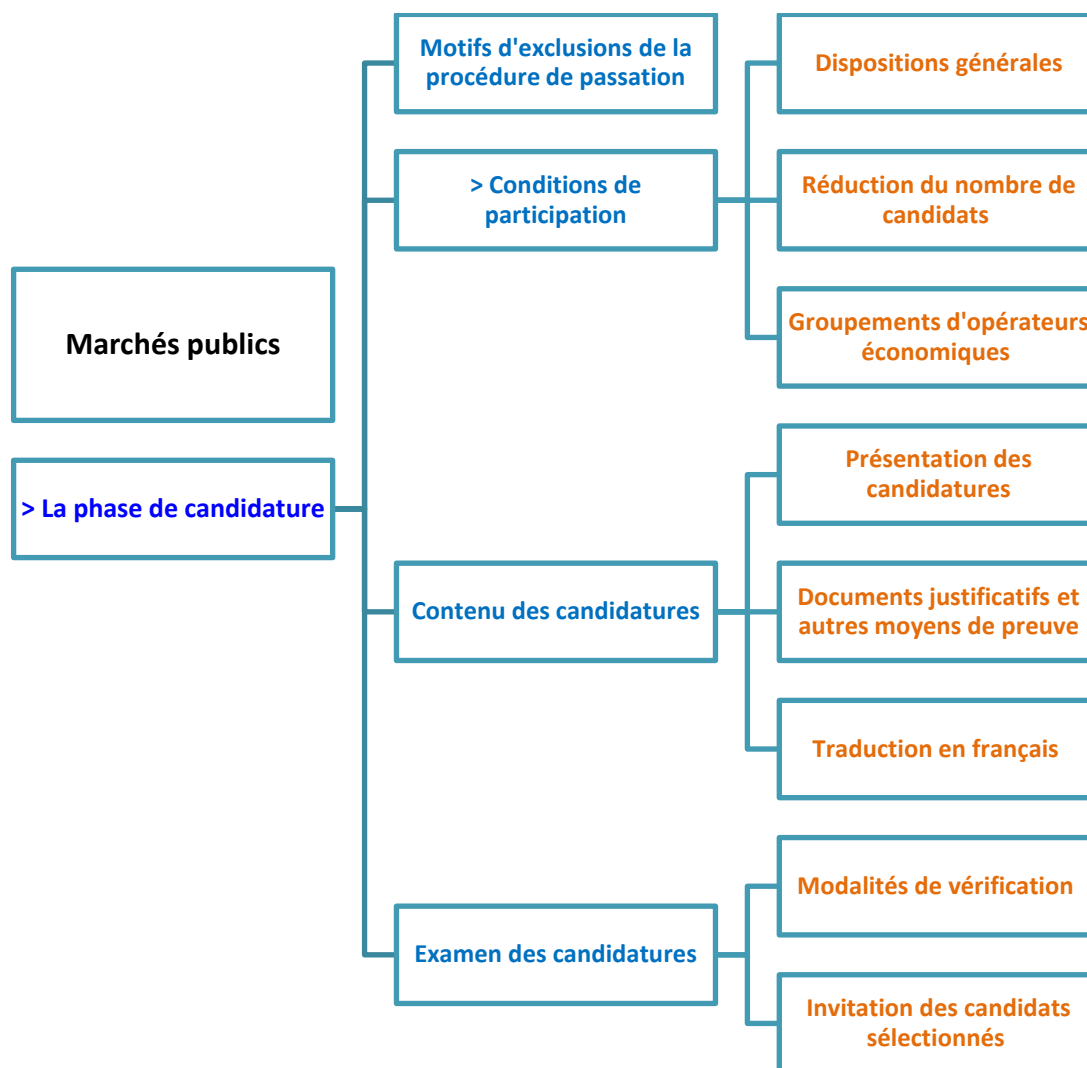 Marchés publics
> La phase de candidature
Motifs d'exclusions de la
procédure de passation
> Conditions de
participation
Dispositions générales
Réduction du nombre de
candidats
Groupements d'opérateurs
économiques
Contenu des candidatures
Présentation des
candidatures
Documents justificatifs et
autres moyens de preuve
Traduction en français
Examen des candidatures
Modalités de vérification
Invitation des candidats
sélectionnés